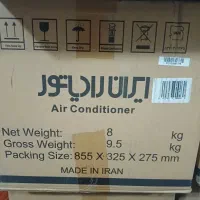 ایران رادیاتور
Air Conditioner
Net Weight: 8 kg
Gross Weight: 9.5 kg
Packing Size: 855 X 325 X 275 mm
MADE IN IRAN